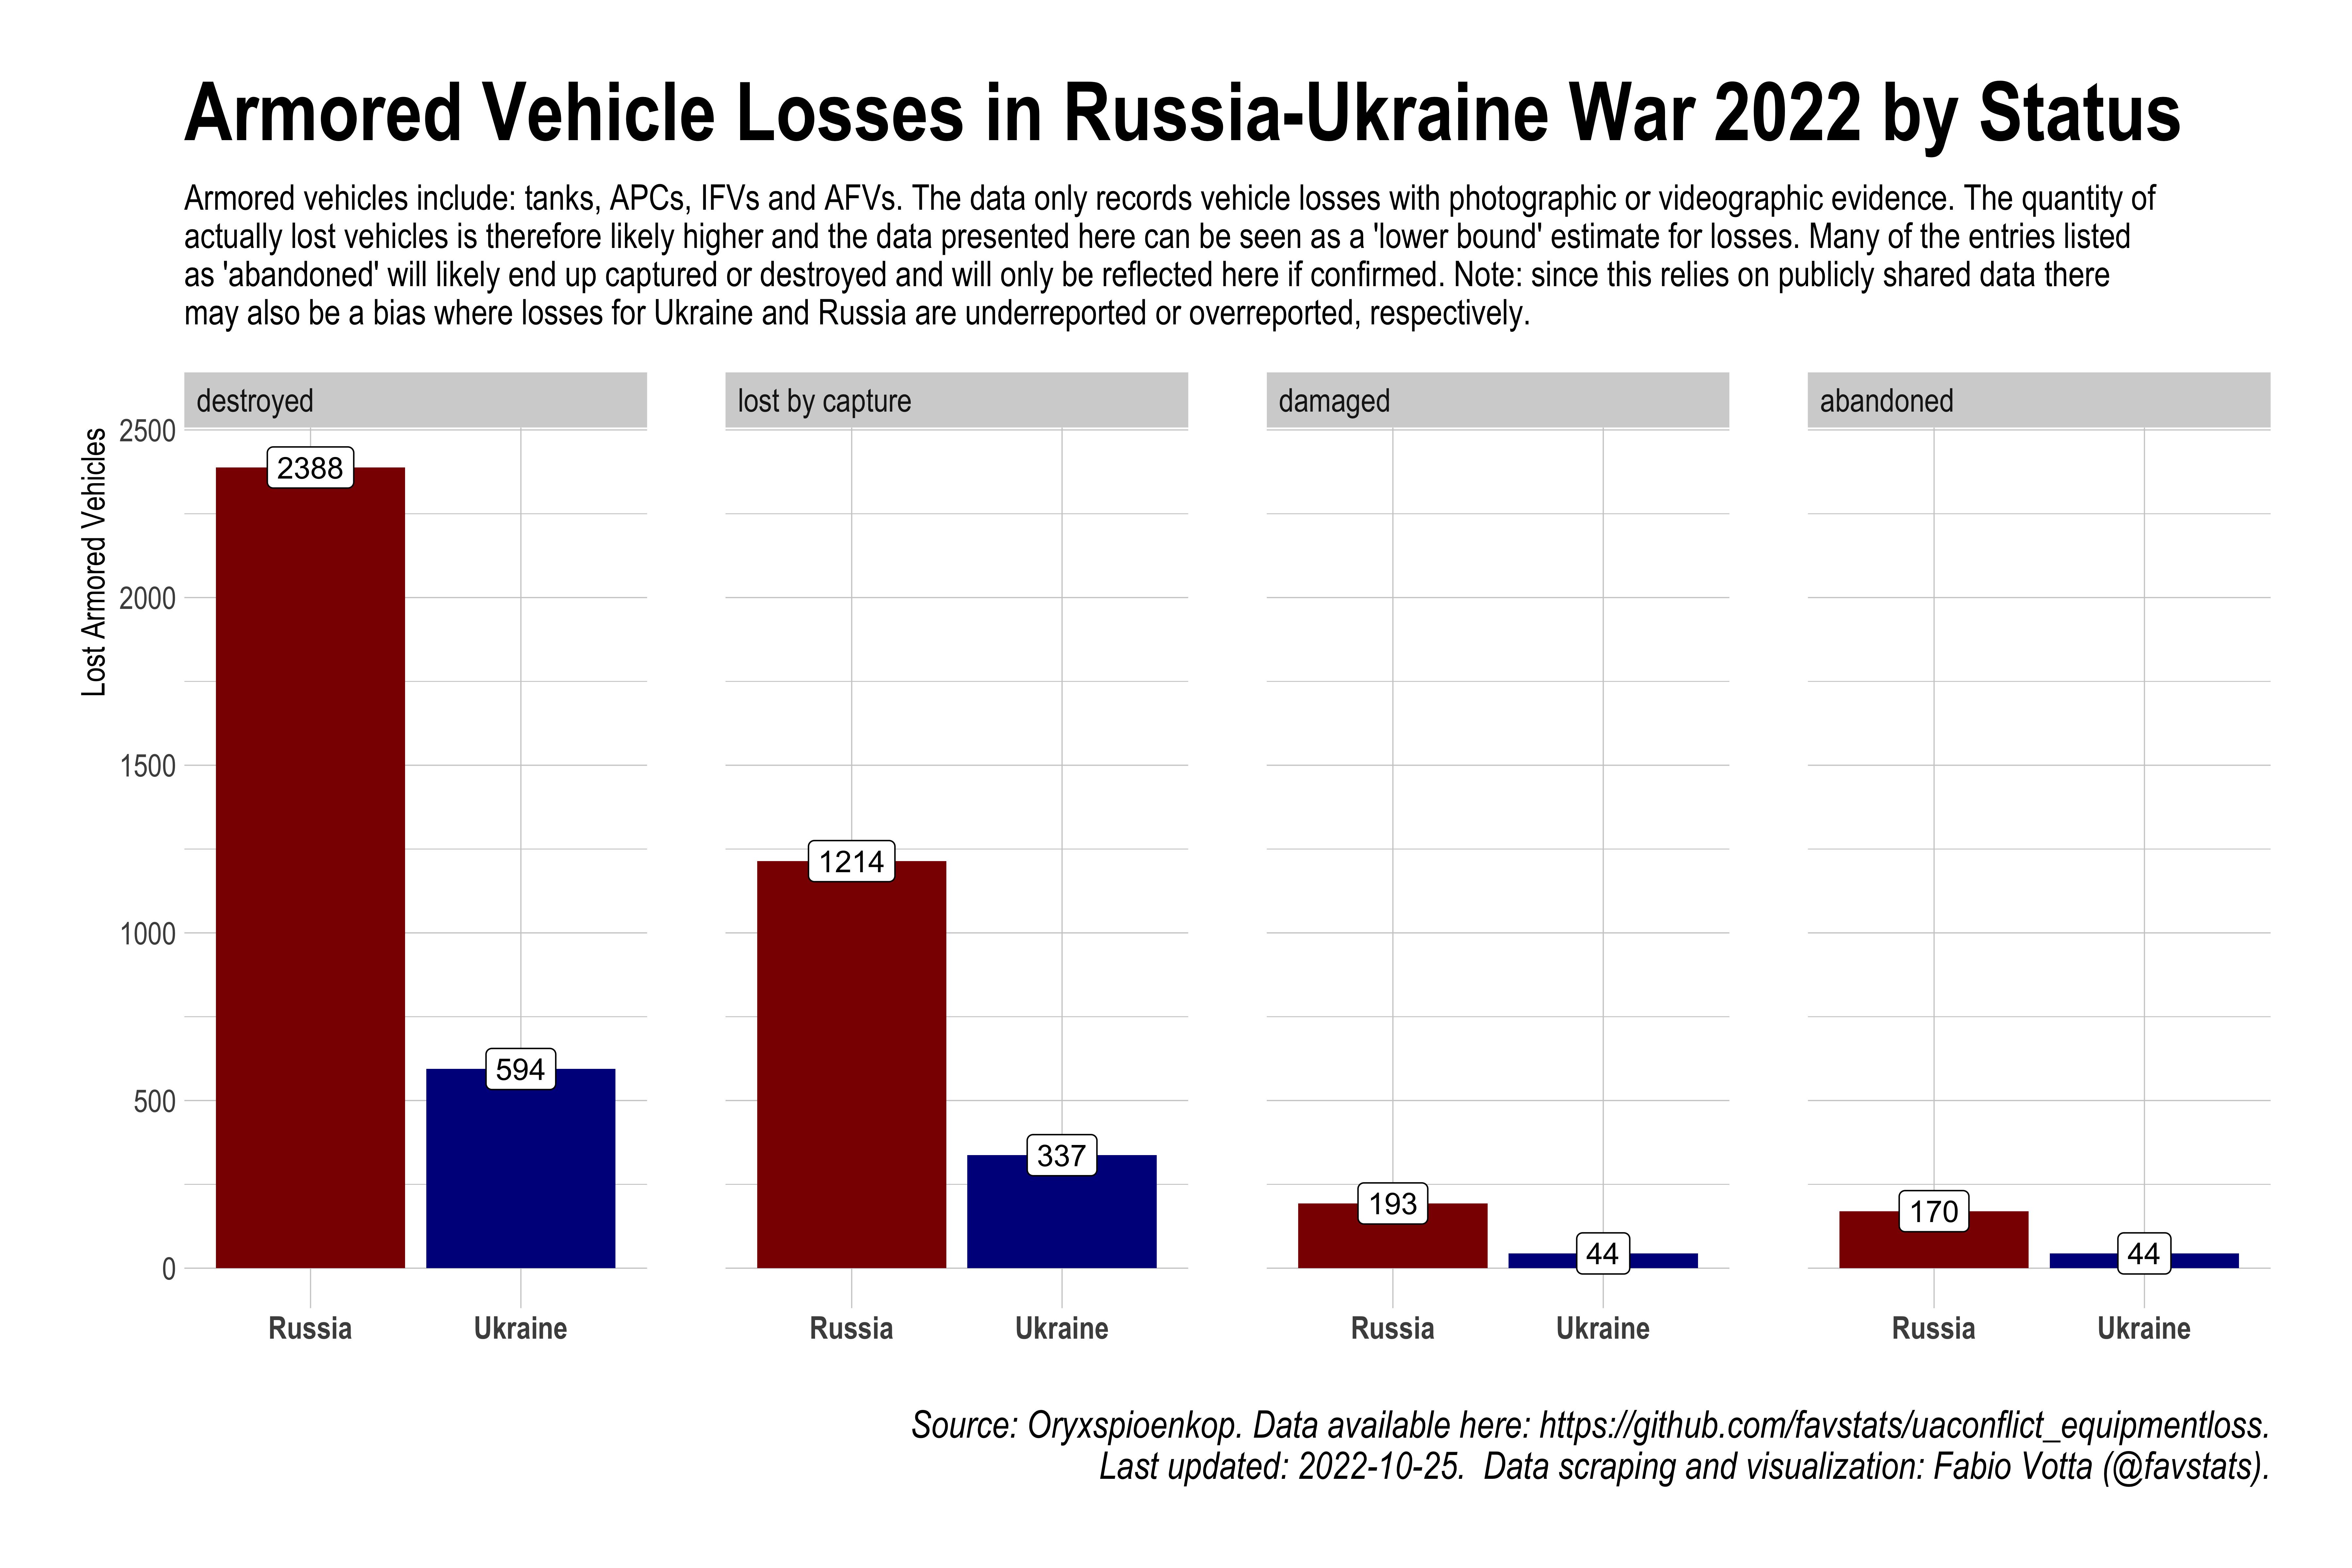 Armored Vehicle Losses in Russia-Ukraine War 2022 by Status
Armored vehicles include: tanks, APCs, IFVs and AFVs. The data only records vehicle losses with photographic or videographic evidence. The quantity of
actually lost vehicles is therefore likely higher and the data presented here can be seen as a 'lower bound' estimate for losses. Many of the entries listed
as 'abandoned' will likely end up captured or destroyed and will only be reflected here if confirmed. Note: since this relies on publicly shared data there
may also be a bias where losses for Ukraine and Russia are underreported or overreported, respectively.
Lost Armored Vehicles
2500
2000
1500
1000
500
0
destroyed
2388
594
Russia
Ukraine
lost by capture
1214
337
Russia
Ukraine
damaged
193
44
Russia
Ukraine
abandoned
170
44
Russia
Ukraine
Source: Oryxspioenkop. Data available here: https://github.com/favstats/uaconflict_equipmentloss.
Last updated: 2022-10-25.  Data scraping and visualization: Fabio Votta (@favstats).